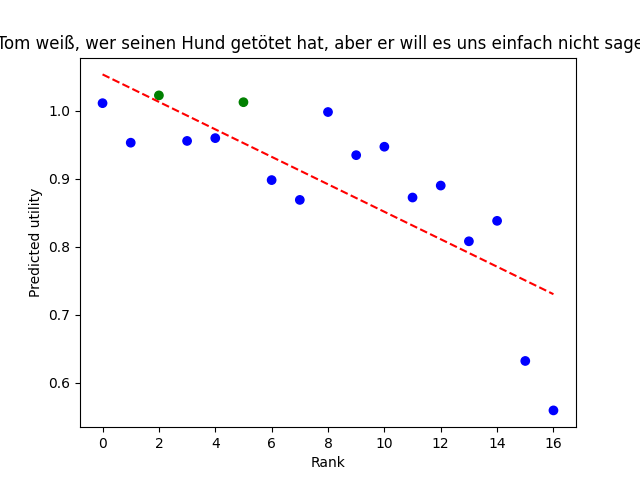 Tom weiß, wer seinen Hund getötet hat, aber er will es uns einfach nicht sage
Predicted utility
1.0
0.9
0.8
0.7
0.6
0 2 4 6 8 10 12 14 16
Rank